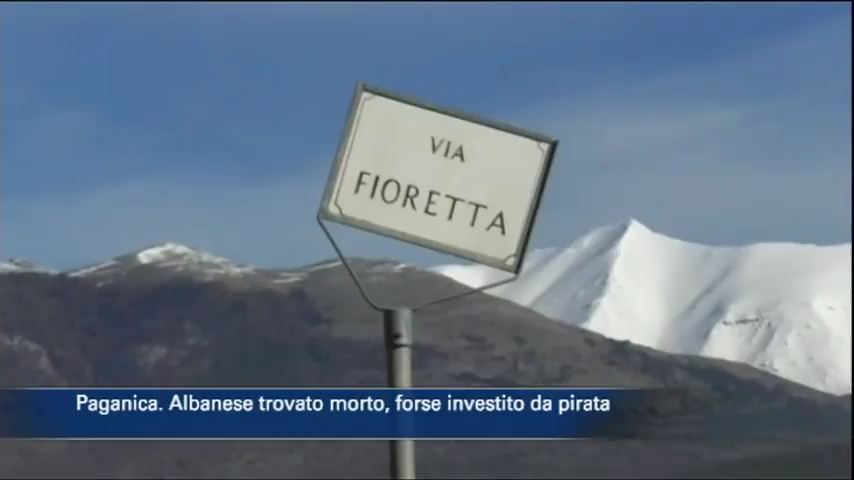 VIA
FIORETTA
Paganica. Albanese trovato morto, forse investito da pirata